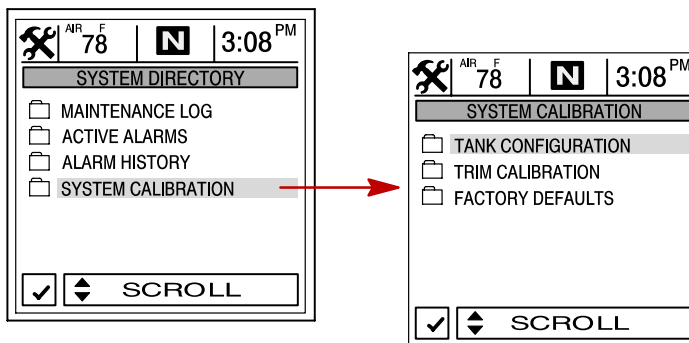 AIR F
78 N 3:08 PM
SYSTEM DIRECTORY
MAINTENANCE LOG
ACTIVE ALARMS
ALARM HISTORY
SYSTEM CALIBRATION
SCROLL
AIR F
78 N 3:08 PM
SYSTEM CALIBRATION
TANK CONFIGURATION
TRIM CALIBRATION
FACTORY DEFAULTS
SCROLL